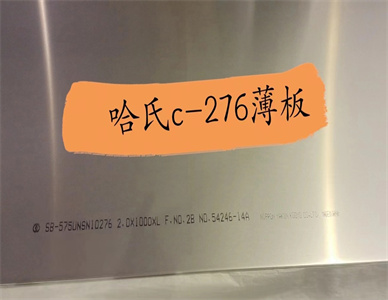 哈氏c-276薄板
SB-575UNSN10276 2.0X1000XL F.NO.2B NO.54246-14A